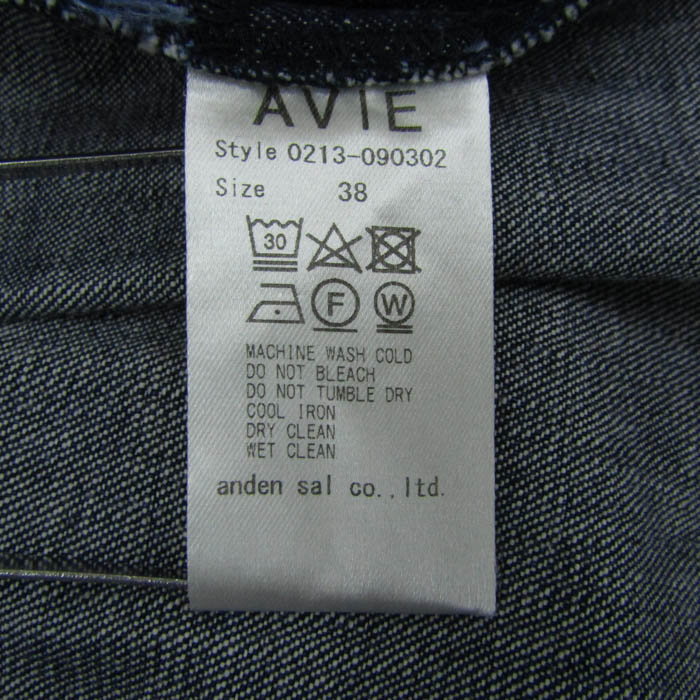 AVIE
Style 0213-090302
Size 38
30
F W
MACHINE WASH COLD
DO NOT BLEACH
DO NOT TUMBLE DRY
COOL IRON
DRY CLEAN
WET CLEAN
anden sal co.,ltd.